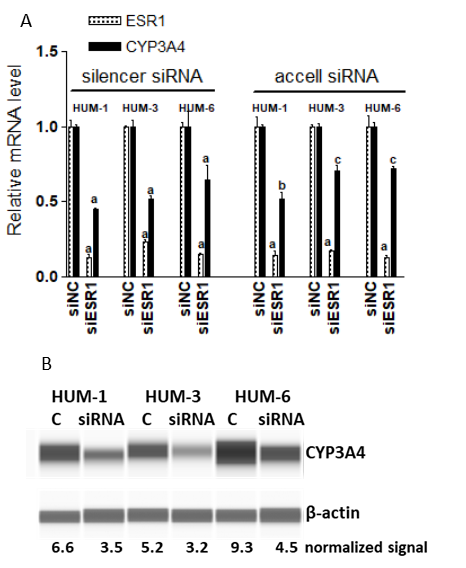 A
ESR1
CYP3A4
1.5
silencer siRNA accell siRNA
HUM-1 HUM-3 HUM-6 HUM-1 HUM-3 HUM-6
Relative mRNA level
1.0
0.5
0.0
a a a b c c
a a a a a a
siNC siESR1 siNC siESR1 siNC siESR1 siNC siESR1 siNC siESR1 siNC siESR1
B
HUM-1 HUM-3 HUM-6
C siRNA C siRNA C siRNA
CYP3A4
β-actin
6.6 3.5 5.2 3.2 9.3 4.5 normalized signal